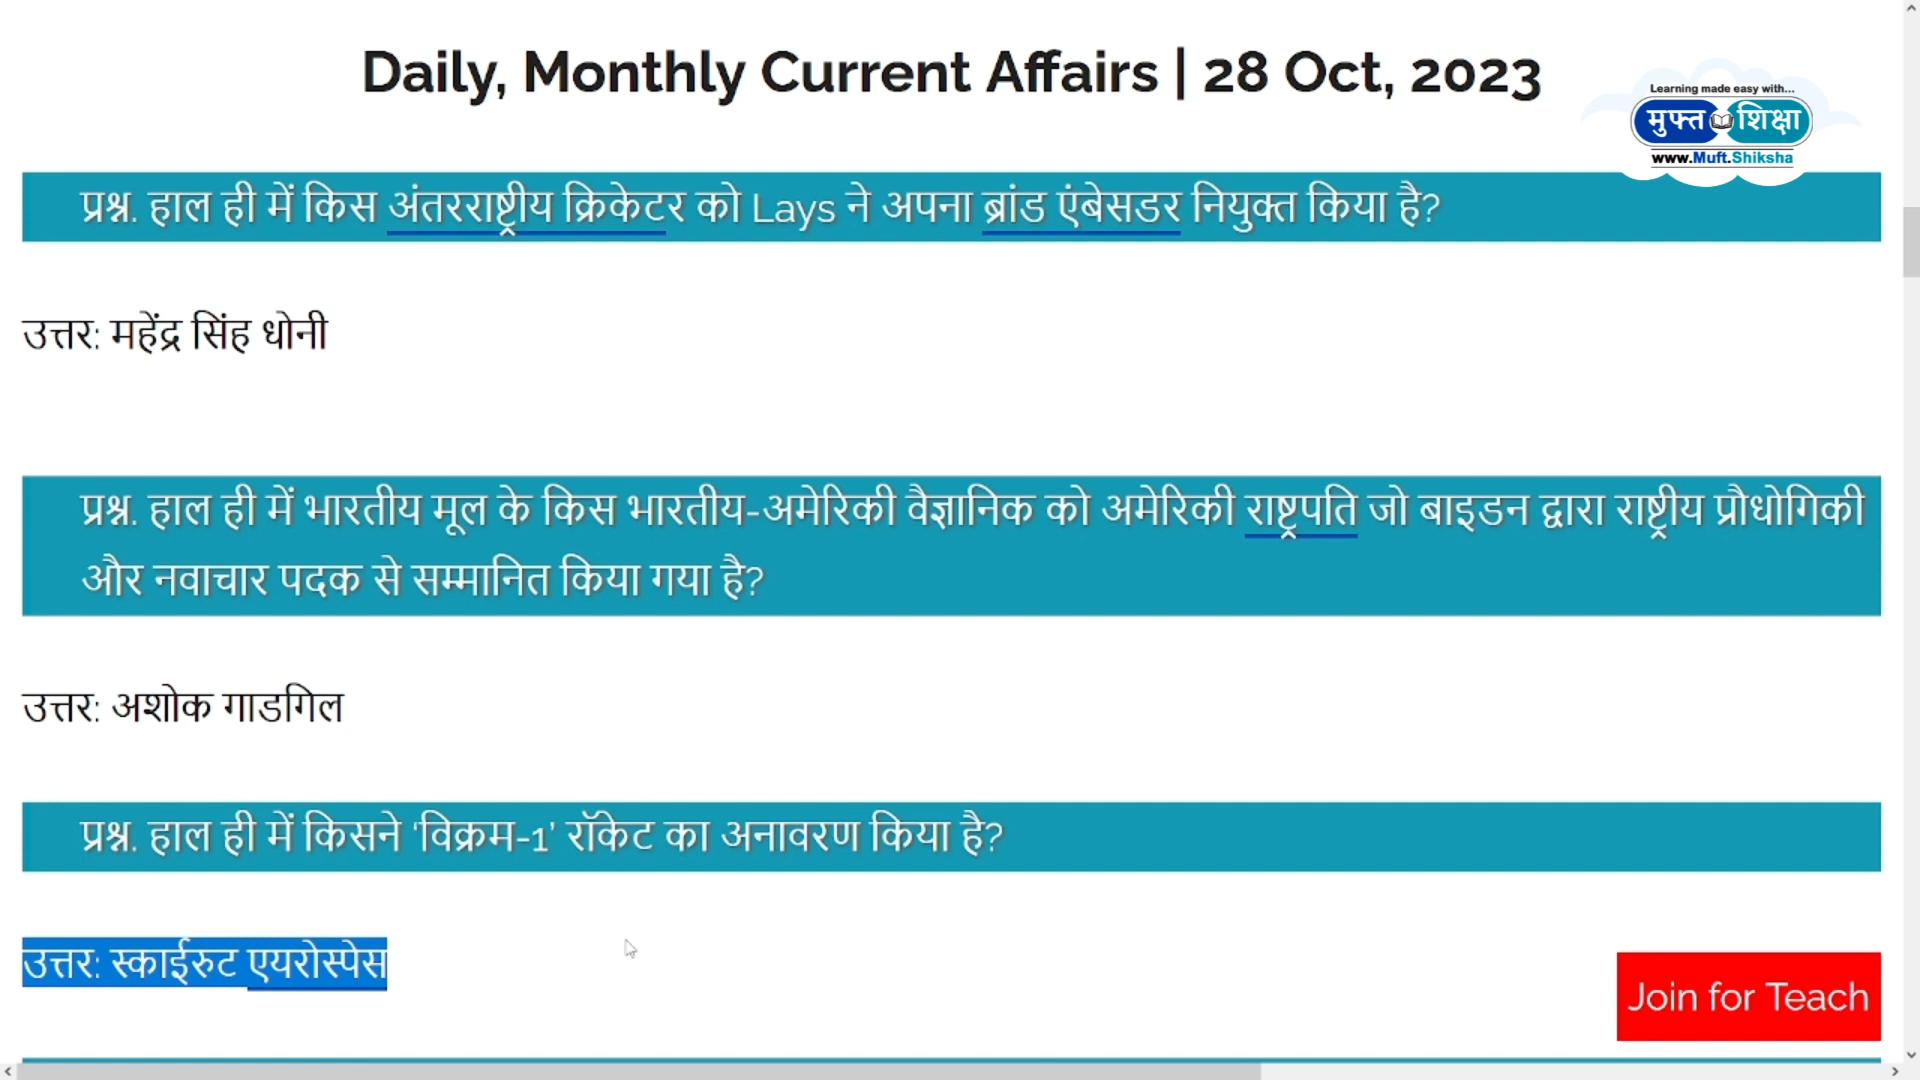 Daily, Monthly Current Affairs | 28 Oct, 2023
Learning made easy with...
मुफ्त शिक्षा
www.Muft.Shiksha
प्रश्न. हाल ही में किस अंतरराष्ट्रीय क्रिकेटर को Lays ने अपना ब्रांड एंबेसडर नियुक्त किया है?
उत्तर: महेंद्र सिंह धोनी
प्रश्न. हाल ही में भारतीय मूल के किस भारतीय-अमेरिकी वैज्ञानिक को अमेरिकी राष्ट्रपति जो बाइडन द्वारा राष्ट्रीय प्रौधोगिकी
और नवाचार पदक से सम्मानित किया गया है?
उत्तर: अशोक गाडगिल
प्रश्न. हाल ही में किसने ‘विक्रम-1’ रॉकेट का अनावरण किया है?
उत्तर: स्काईरुट एयरोस्पेस
Join for Teach